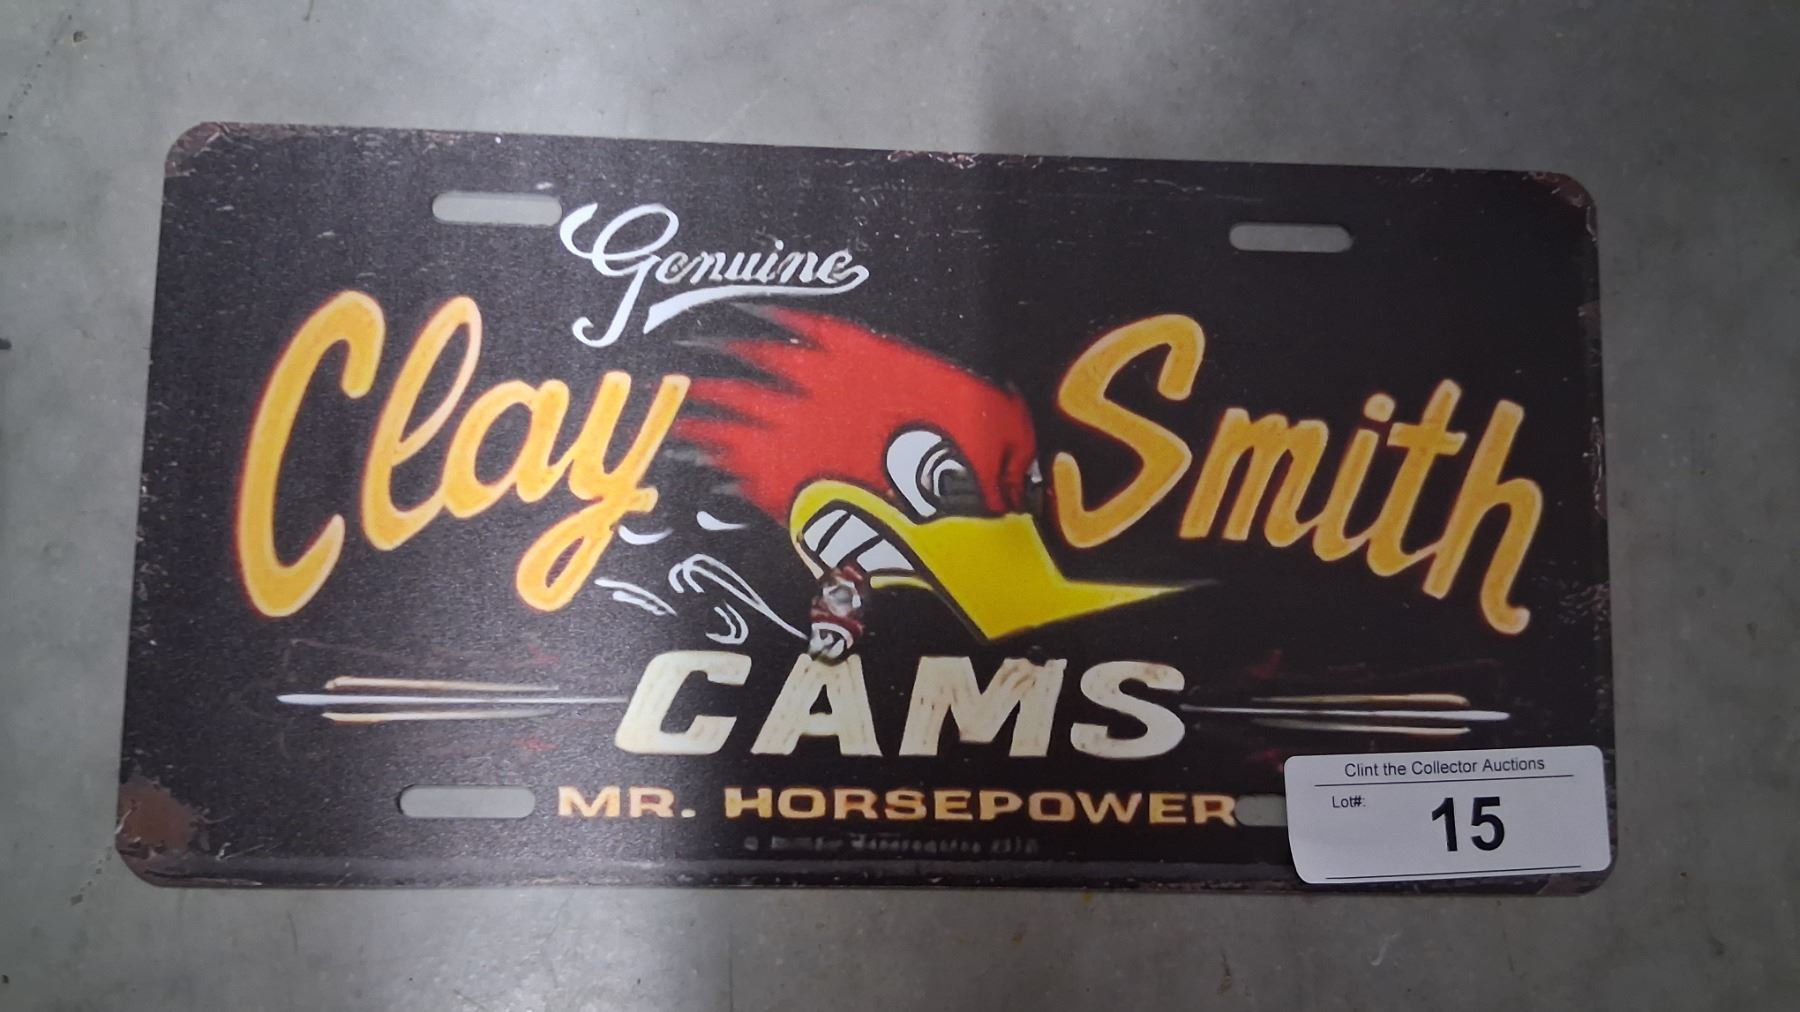 Genuine
Clay Smith
CAMS
MR. HORSEPOWER
Clint the Collector Auctions
Lot#:
15